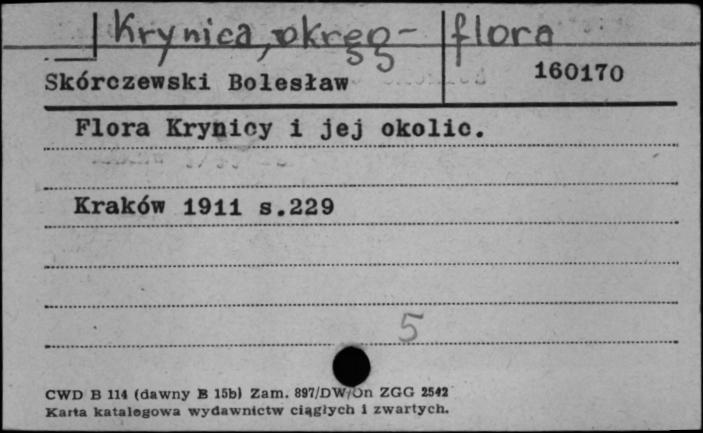 Krynica, okręg - flora
Skórczewski Bolesław 160170
Flora Krynicy i jej okolic.
Kraków 1911 s.229
5
CWD B 114 (dawny B 15b) Zam. 897/DW/On ZGG 2542
Karta katalogowa wydawnictw ciągłych i zwartych.